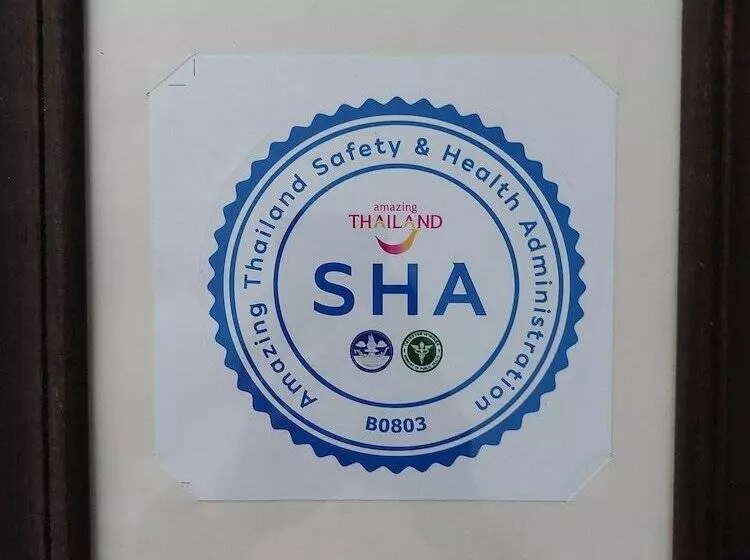 Amazing Thailand Safety & Health Administration
amazing
THAILAND
SHA
B0803